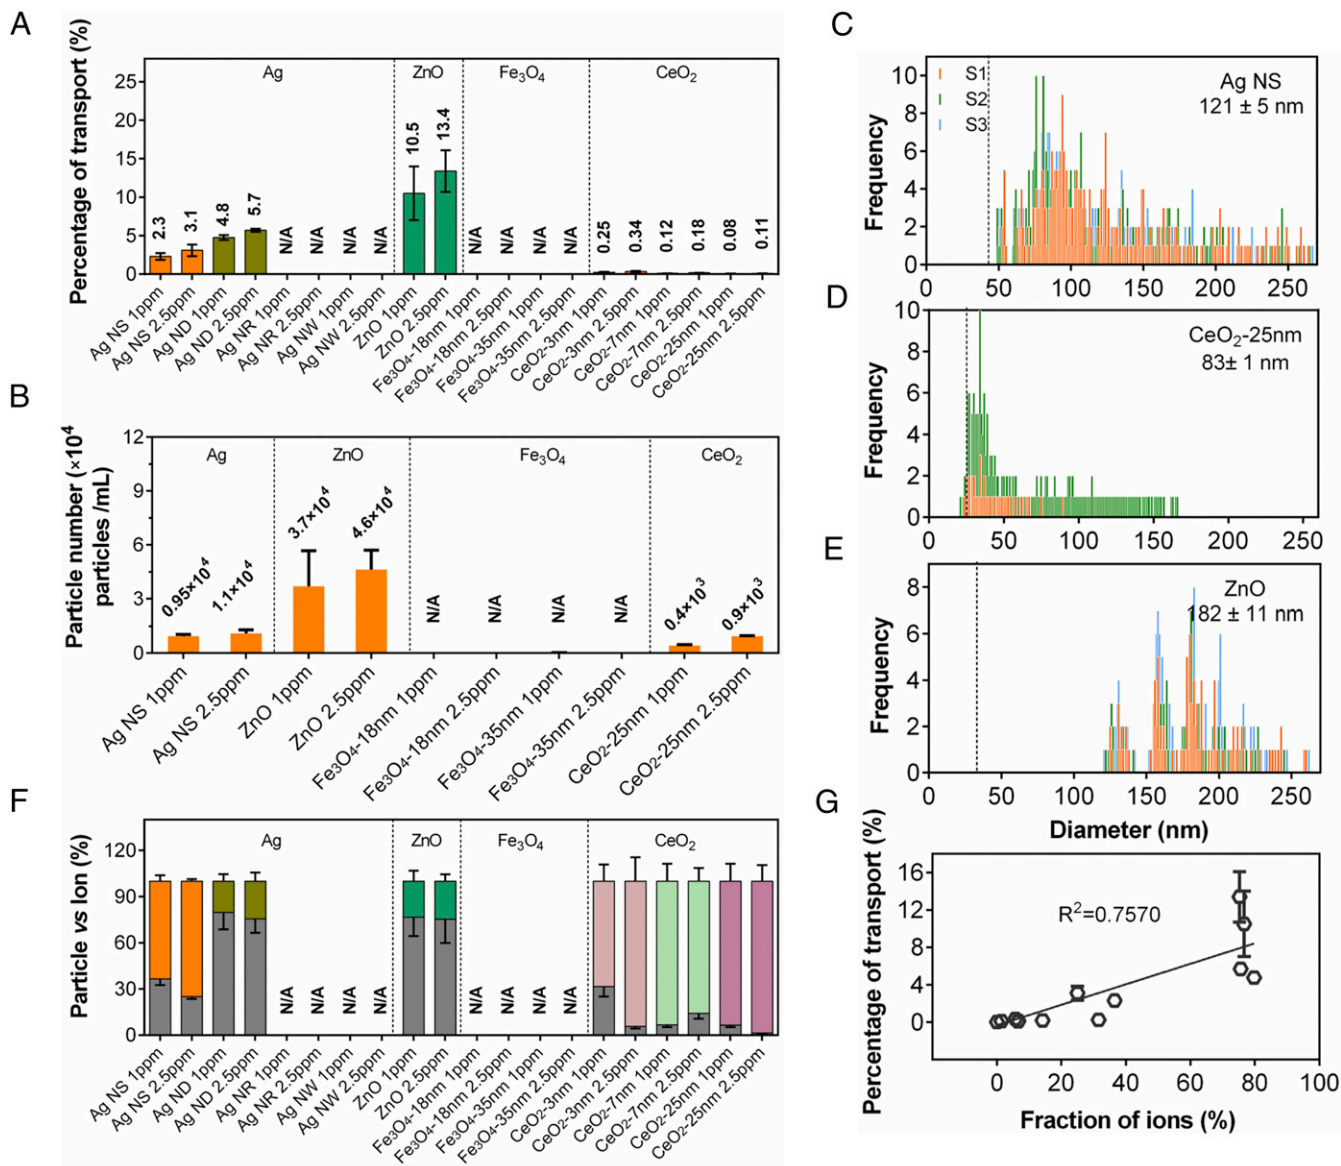 A
Percentage of transport (%)
25
20
15
10
5
0
Ag
ZnO
Fe₃O₄
CeO₂
2.3
3.1
4.8
5.7
N/A
N/A
N/A
N/A
10.5
13.4
N/A
N/A
N/A
N/A
0.25
0.34
0.12
0.18
0.08
0.11
Ag NS 1ppm
Ag NS 2.5ppm
Ag ND 1ppm
Ag ND 2.5ppm
Ag NR 1ppm
Ag NR 2.5ppm
Ag NW 1ppm
Ag NW 2.5ppm
ZnO 1ppm
ZnO 2.5ppm
Fe₃O₄-18nm 1ppm
Fe₃O₄-18nm 2.5ppm
Fe₃O₄-35nm 1ppm
Fe₃O₄-35nm 2.5ppm
CeO₂-3nm 1ppm
CeO₂-3nm 2.5ppm
CeO₂-7nm 1ppm
CeO₂-7nm 2.5ppm
CeO₂-25nm 1ppm
CeO₂-25nm 2.5ppm
B
Particle number (×10⁴
particles /mL)
12
9
6
3
0
Ag
ZnO
Fe₃O₄
CeO₂
0.95×10⁴
1.1×10⁴
3.7×10⁴
4.6×10⁴
N/A
N/A
N/A
N/A
0.4×10³
0.9×10³
Ag NS 1ppm
Ag NS 2.5ppm
ZnO 1ppm
ZnO 2.5ppm
Fe₃O₄-18nm 1ppm
Fe₃O₄-18nm 2.5ppm
Fe₃O₄-35nm 1ppm
Fe₃O₄-35nm 2.5ppm
CeO₂-25nm 1ppm
CeO₂-25nm 2.5ppm
C
Frequency
10
8
6
4
2
0
S1
S2
S3
Ag NS
121 ± 5 nm
0 50 100 150 200 250
D
Frequency
10
8
6
4
2
0
CeO₂-25nm
83± 1 nm
0 50 100 150 200 250
E
Frequency
8
6
4
2
0
ZnO
182 ± 11 nm
0 50 100 150 200 250
Diameter (nm)
F
Particle vs Ion (%)
120
90
60
30
0
Ag
ZnO
Fe₃O₄
CeO₂
N/A
N/A
N/A
N/A
N/A
N/A
N/A
N/A
Ag NS 1ppm
Ag NS 2.5ppm
Ag ND 1ppm
Ag ND 2.5ppm
Ag NR 1ppm
Ag NR 2.5ppm
Ag NW 1ppm
Ag NW 2.5ppm
ZnO 1ppm
ZnO 2.5ppm
Fe₃O₄-18nm 1ppm
Fe₃O₄-18nm 2.5ppm
Fe₃O₄-35nm 1ppm
Fe₃O₄-35nm 2.5ppm
CeO₂-3nm 1ppm
CeO₂-3nm 2.5ppm
CeO₂-7nm 1ppm
CeO₂-7nm 2.5ppm
CeO₂-25nm 1ppm
CeO₂-25nm 2.5ppm
G
Percentage of transport (%)
16
12
8
4
0
R²=0.7570
0 20 40 60 80 100
Fraction of ions (%)